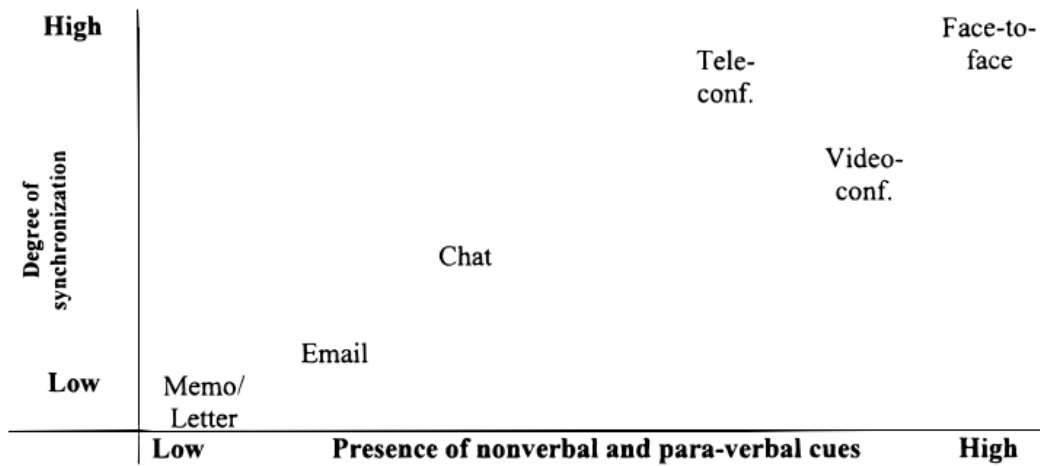 High
Face-to-
face
Tele-
conf.
Video-
conf.
Degree of
synchronization
Chat
Email
Low
Memo/
Letter
Low
Presence of nonverbal and para-verbal cues
High